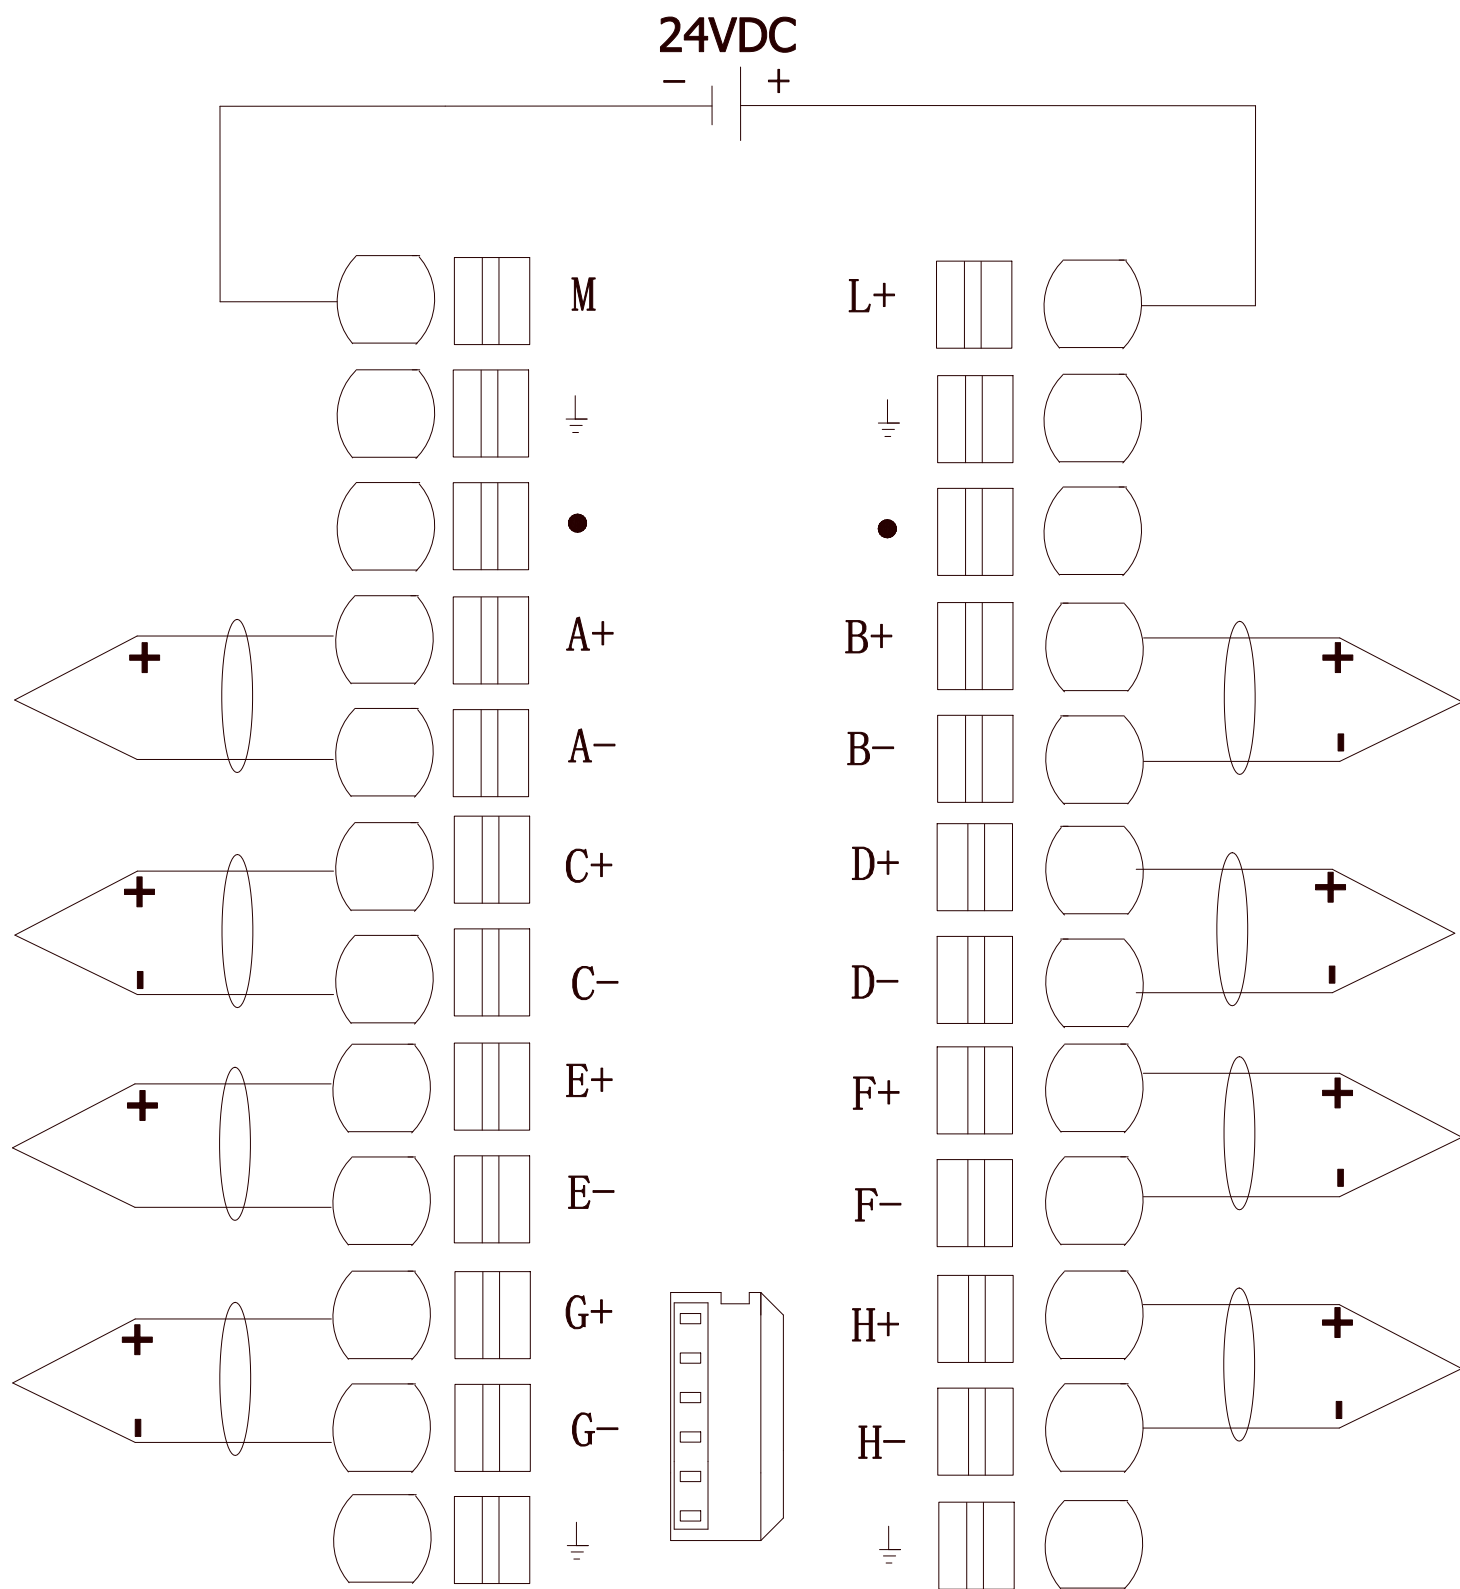 24VDC
- +
M L+
A+ B+
+ +
A- B-
-
C+ D+
+ +
C- D-
- -
E+ F+
+ +
E- F-
-
G+ H+
+ +
G- H-
- -